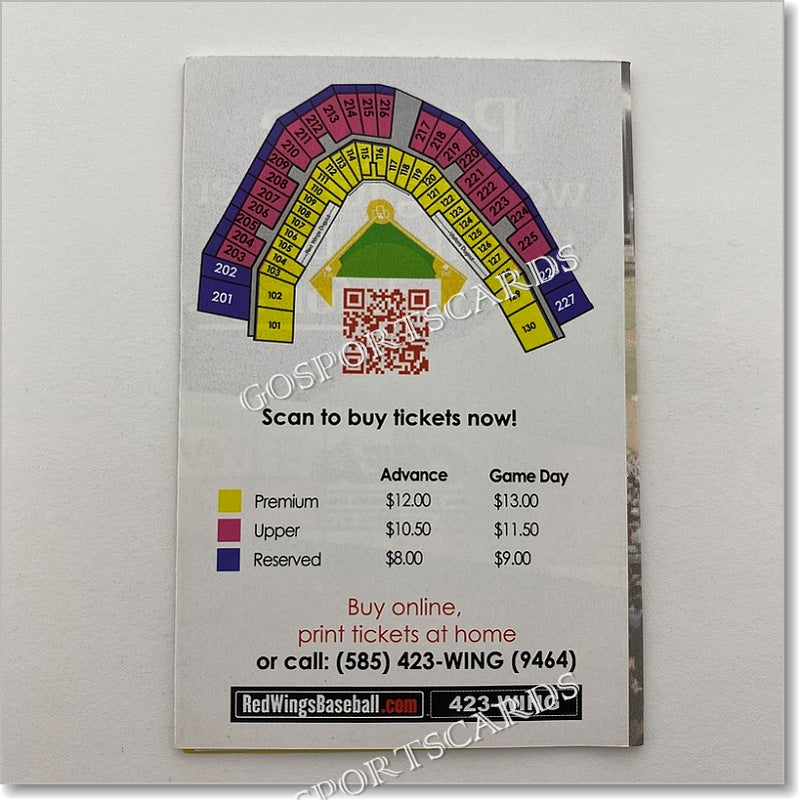 213 214 215 216 217
212 218
211 219
210 220
209 221
208 222
207 223
206 224
205 225
204
203
202
201 227
113 114 115 116 117 118
112 119
111 120
110
109 122
108 123
107 124
106 125
105 126
104 127
103
102
101 130
Scan to buy tickets now!
Advance Game Day
Premium $12.00 $13.00
Upper $10.50 $11.50
Reserved $8.00 $9.00
Buy online,
print tickets at home
or call: (585) 423-WING (9464)
RedWingsBaseball.com 423-WING
GOSPORTSCARDS
GOSPORTSCARDS